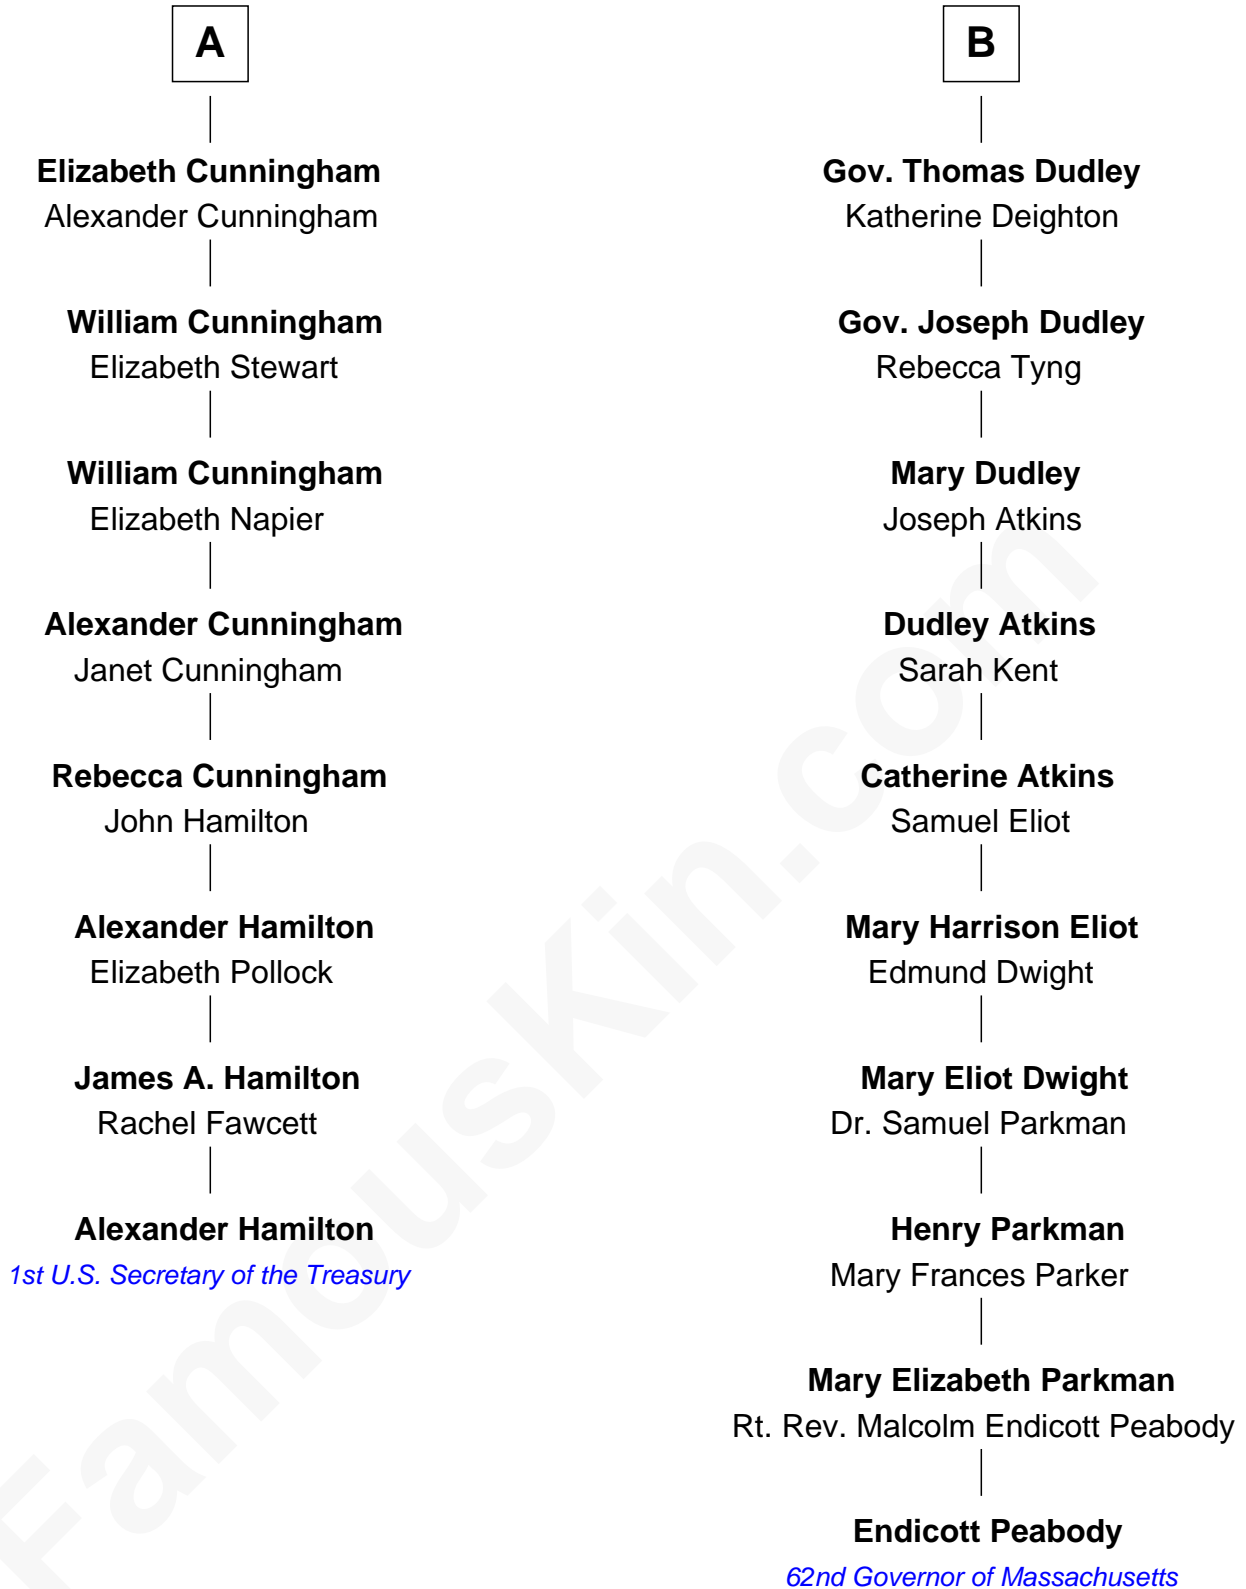 A
Elizabeth Cunningham
Alexander Cunningham
William Cunningham
Elizabeth Stewart
William Cunningham
Elizabeth Napier
Alexander Cunningham
Janet Cunningham
Rebecca Cunningham
John Hamilton
Alexander Hamilton
Elizabeth Pollock
James A. Hamilton
Rachel Fawcett
Alexander Hamilton
1st U.S. Secretary of the Treasury
B
Gov. Thomas Dudley
Katherine Deighton
Gov. Joseph Dudley
Rebecca Tyng
Mary Dudley
Joseph Atkins
Dudley Atkins
Sarah Kent
Catherine Atkins
Samuel Eliot
Mary Harrison Eliot
Edmund Dwight
Mary Eliot Dwight
Dr. Samuel Parkman
Henry Parkman
Mary Frances Parker
Mary Elizabeth Parkman
Rt. Rev. Malcolm Endicott Peabody
Endicott Peabody
62nd Governor of Massachusetts
FamousKin.com